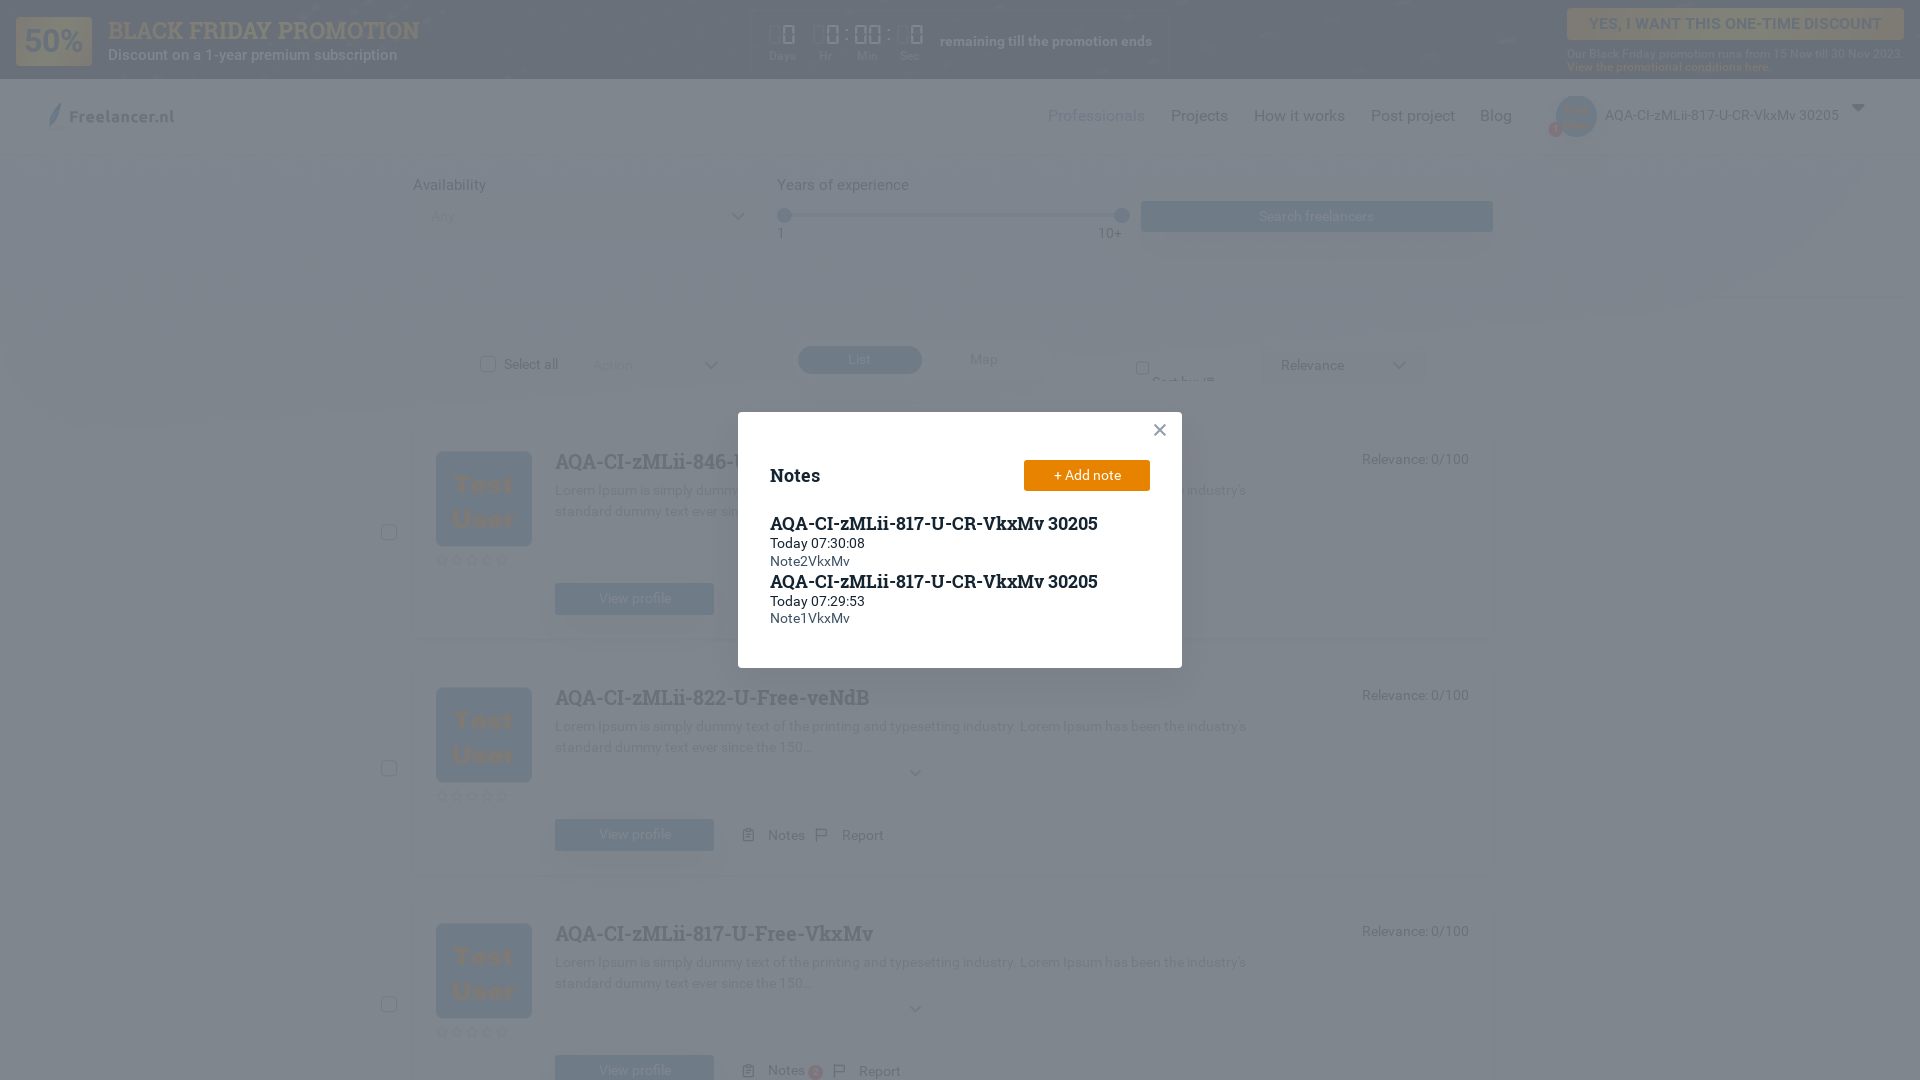 50%
BLACK FRIDAY PROMOTION
Discount on a 1-year premium subscription
0 0 : 00 : 0
Days Hr Min Sec
remaining till the promotion ends
YES, I WANT THIS ONE-TIME DISCOUNT
Our Black Friday promotion runs from 15 Nov till 30 Nov 2023.
View the promotional conditions here.
Freelancer.nl
Professionals
Projects
How it works
Post project
Blog
1
AQA-CI-zMLii-817-U-CR-VkxMv 30205
Availability
Any
Years of experience
1
10+
Search freelancers
Select all
Action
List
Map
Relevance
Notes
+ Add note
AQA-CI-zMLii-817-U-CR-VkxMv 30205
Today 07:30:08
Note2VkxMv
AQA-CI-zMLii-817-U-CR-VkxMv 30205
Today 07:29:53
Note1VkxMv
Test
User
AQA-CI-zMLii-846-
Relevance: 0/100
Lorem Ipsum is simply dumm
industry's
standard dummy text ever
View profile
Test
User
AQA-CI-zMLii-822-U-Free-veNdB
Relevance: 0/100
Lorem Ipsum is simply dummy text of the printing and typesetting industry. Lorem Ipsum has been the industry's
standard dummy text ever since the 150...
View profile
Notes
Report
Test
User
AQA-CI-zMLii-817-U-Free-VkxMv
Relevance: 0/100
Lorem Ipsum is simply dummy text of the printing and typesetting industry. Lorem Ipsum has been the industry's
standard dummy text ever since the 150...
View profile
Notes 2
Report